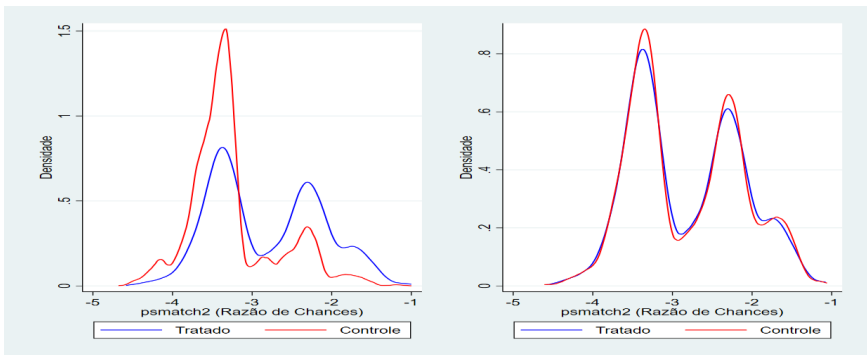 Densidade
1.5
1
.5
0
-5 -4 -3 -2 -1
psmatch2 (Razão de Chances)
Tratado Controle
Densidade
.8
.6
.4
.2
0
-5 -4 -3 -2 -1
psmatch2 (Razão de Chances)
Tratado Controle